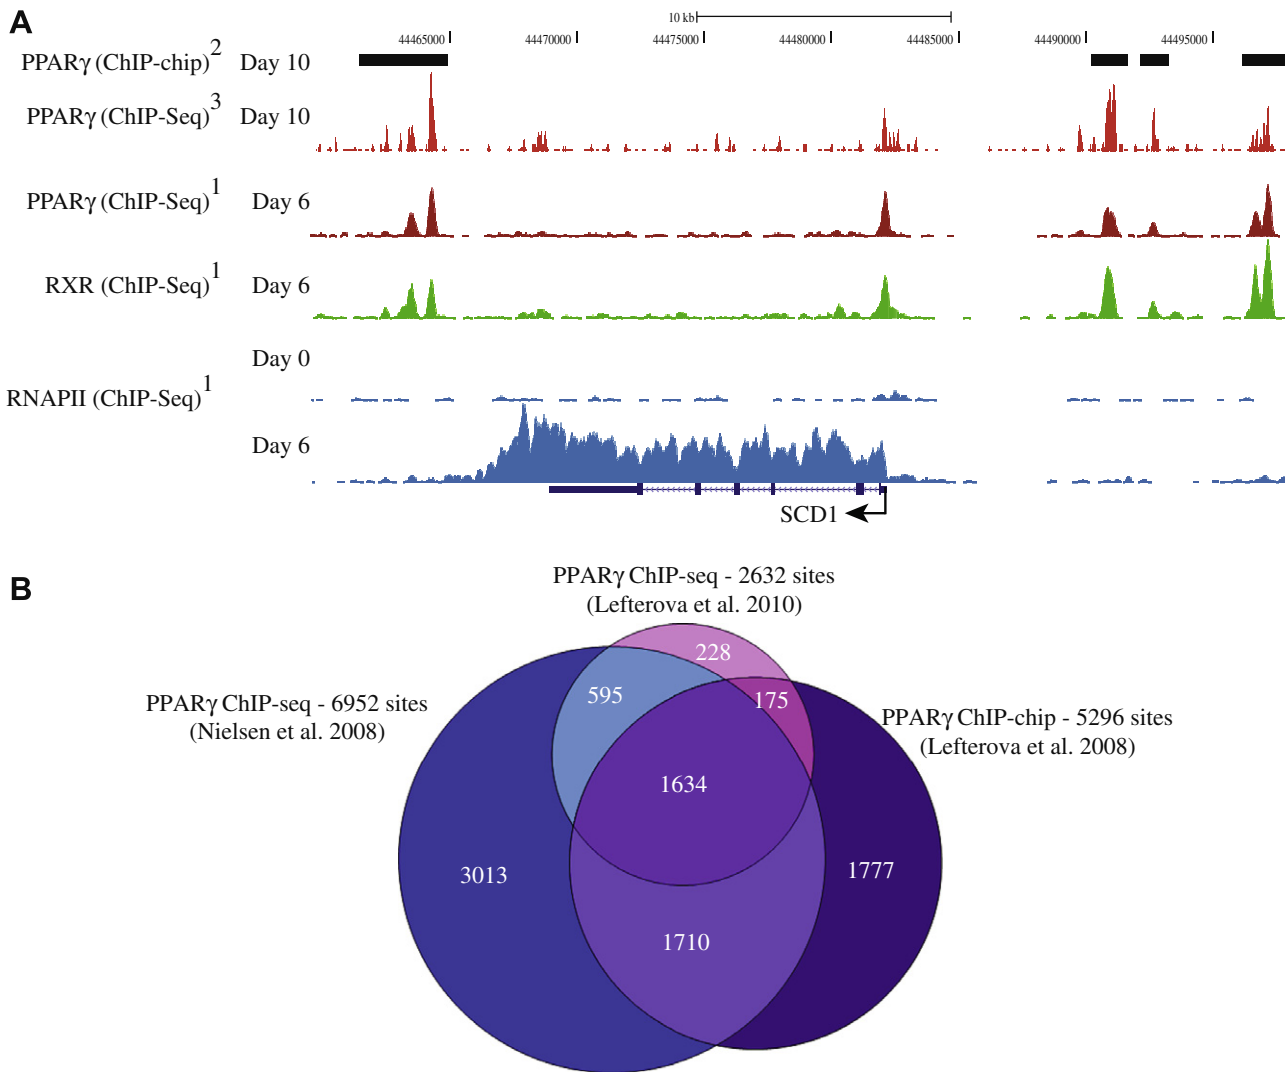 A
10 kb
44465000 44470000 44475000 44480000 44485000 44490000 44495000
PPARγ (ChIP-chip)2 Day 10
PPARγ (ChIP-Seq)3 Day 10
PPARγ (ChIP-Seq)1 Day 6
RXR (ChIP-Seq)1 Day 6
Day 0
RNAPII (ChIP-Seq)1
Day 6
SCD1
B
PPARγ ChIP-seq - 2632 sites
(Lefterova et al. 2010)
228
595
175
PPARγ ChIP-seq - 6952 sites
(Nielsen et al. 2008)
PPARγ ChIP-chip - 5296 sites
(Lefterova et al. 2008)
1634
3013
1777
1710